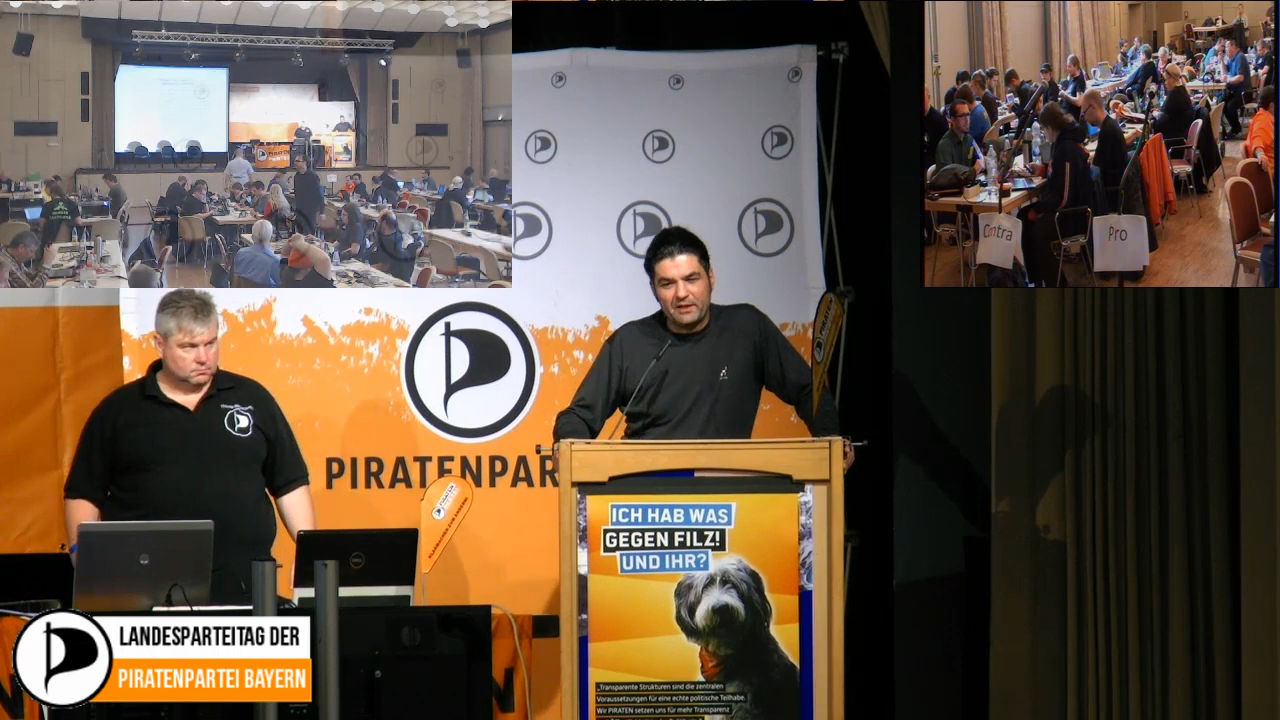 PIRATEN
Contra
Pro
PIRATENPAR
ICH HAB WAS
GEGEN FILZ!
UND IHR?
„Transparente Strukturen sind die zentralen
Voraussetzungen für eine echte politische Teilhabe.
Wir PIRATEN setzen uns für mehr Transparenz
LANDESPARTEITAG DER
PIRATENPARTEI BAYERN